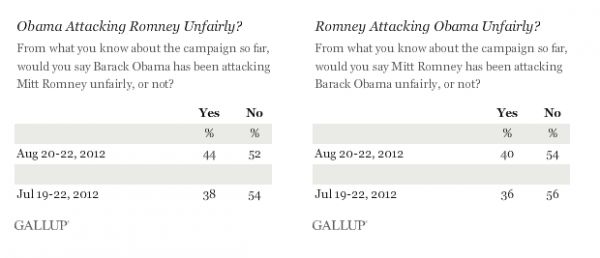 Obama Attacking Romney Unfairly?
From what you know about the campaign so far,
would you say Barack Obama has been attacking
Mitt Romney unfairly, or not?
Yes No
% %
Aug 20-22, 2012 44 52
Jul 19-22, 2012 38 54
GALLUP'
Romney Attacking Obama Unfairly?
From what you know about the campaign so far,
would you say Mitt Romney has been attacking
Barack Obama unfairly, or not?
Yes No
% %
Aug 20-22, 2012 40 54
Jul 19-22, 2012 36 56
GALLUP'